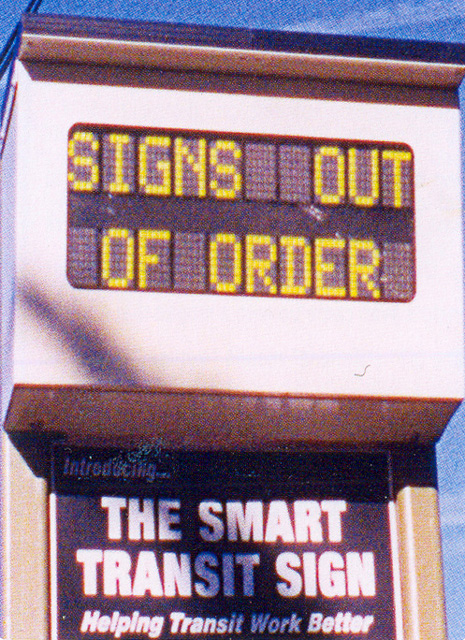 SIGNS OUT
OF ORDER
Introducing...
THE SMART
TRANSIT SIGN
Helping Transit Work Better